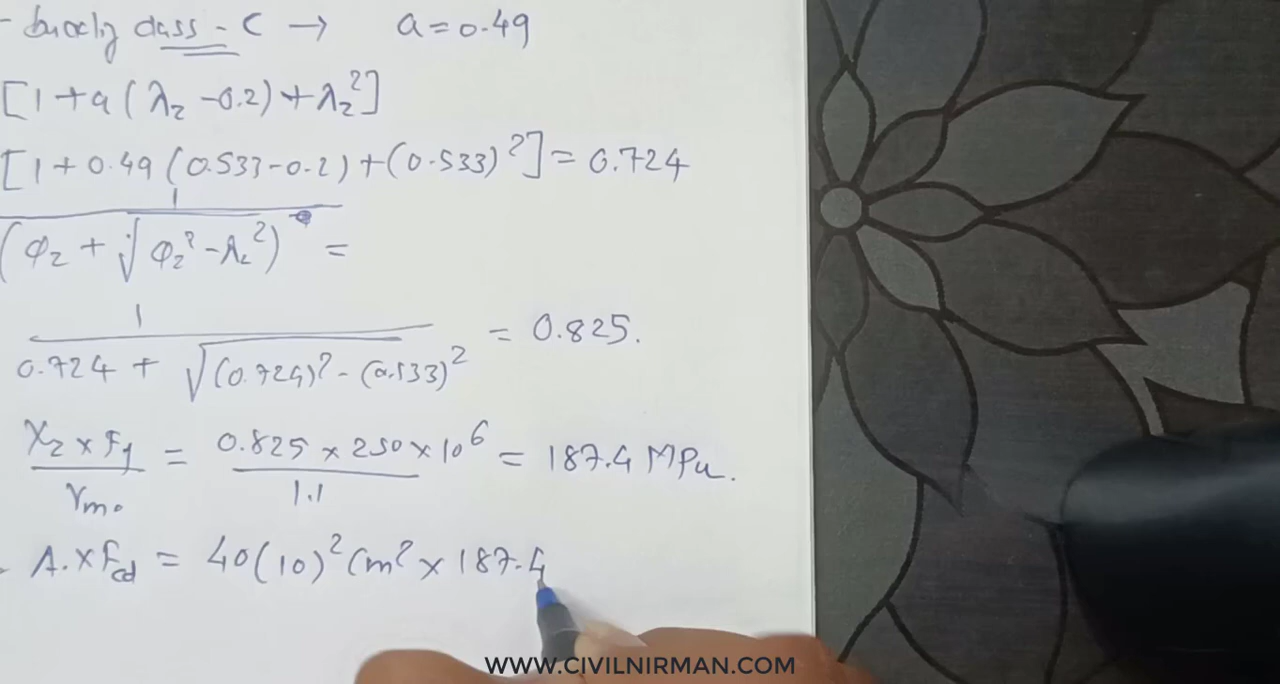 - buckling class - C → a = 0.49
[1 + a (λz - 0.2) + λz²]
[1 + 0.49 (0.533 - 0.2) + (0.533)²] = 0.724
1
(φz + √φz² - λz²) =
1
0.724 + √(0.724)² - (0.533)² = 0.825.
χz × Fy / γm₀ = 0.825 × 250 × 10⁶ / 1.1 = 187.4 MPa.
A. × Fcd = 40(10)² Cm² × 187.4
WWW.CIVILNIRMAN.COM